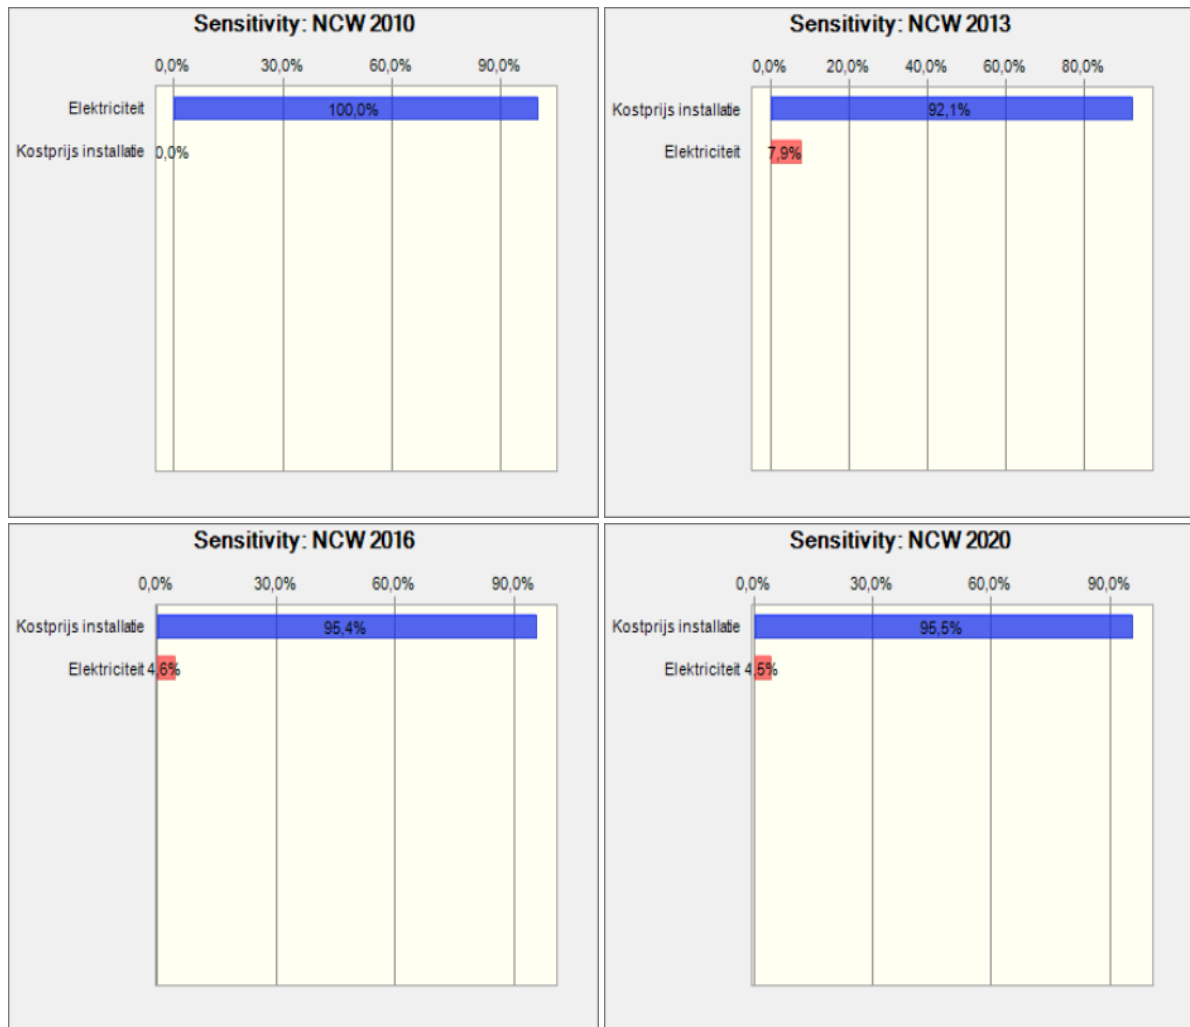 Sensitivity: NCW 2010
0,0% 30,0% 60,0% 90,0%
Elektriciteit 100,0%
Kostprijs installatie 0,0%
Sensitivity: NCW 2013
0,0% 20,0% 40,0% 60,0% 80,0%
Kostprijs installatie 92,1%
Elektriciteit 7,9%
Sensitivity: NCW 2016
0,0% 30,0% 60,0% 90,0%
Kostprijs installatie 95,4%
Elektriciteit 4,6%
Sensitivity: NCW 2020
0,0% 30,0% 60,0% 90,0%
Kostprijs installatie 95,5%
Elektriciteit 4,5%